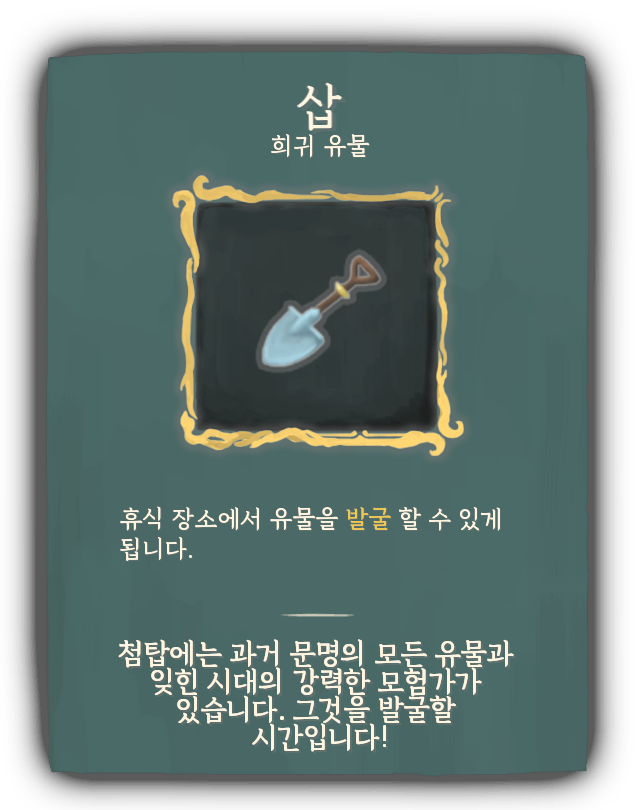 삽
희귀 유물
휴식 장소에서 유물을 발굴 할 수 있게
됩니다.
첨탑에는 과거 문명의 모든 유물과
잊힌 시대의 강력한 모험가가
있습니다. 그것을 발굴할
시간입니다!